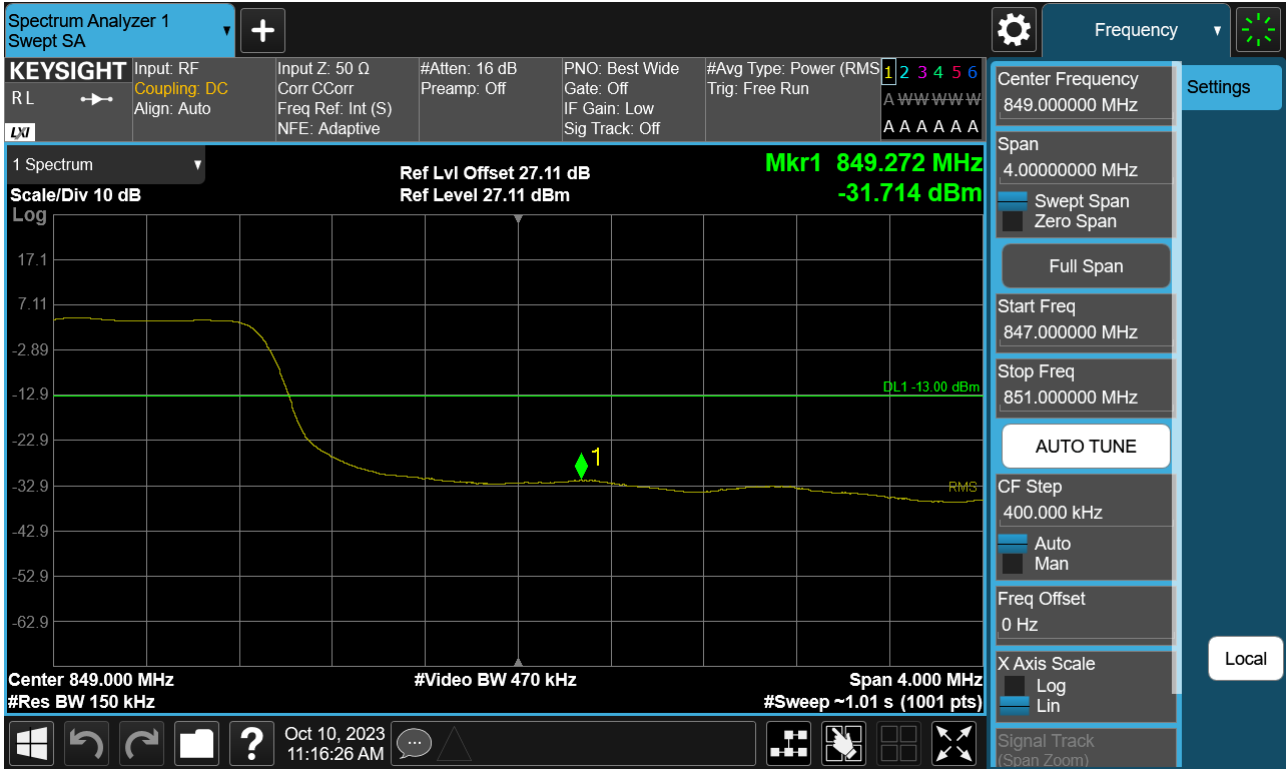 Spectrum Analyzer 1
Swept SA
Frequency
KEYSIGHT
R L
LXI
Input: RF
Coupling: DC
Align: Auto
Input Z: 50 Ω
Corr CCorr
Freq Ref: Int (S)
NFE: Adaptive
#Atten: 16 dB
Preamp: Off
PNO: Best Wide
Gate: Off
IF Gain: Low
Sig Track: Off
#Avg Type: Power (RMS
Trig: Free Run
1 2 3 4 5 6
A W W W W W
A A A A A A
1 Spectrum
Scale/Div 10 dB
Log
Ref Lvl Offset 27.11 dB
Ref Level 27.11 dBm
Mkr1 849.272 MHz
-31.714 dBm
17.1
7.11
-2.89
-12.9
-22.9
-32.9
-42.9
-52.9
-62.9
DL1 -13.00 dBm
1
RMS
Center 849.000 MHz
#Res BW 150 kHz
#Video BW 470 kHz
Span 4.000 MHz
#Sweep ~1.01 s (1001 pts)
Center Frequency
849.000000 MHz
Span
4.00000000 MHz
Swept Span
Zero Span
Full Span
Start Freq
847.000000 MHz
Stop Freq
851.000000 MHz
AUTO TUNE
CF Step
400.000 kHz
Auto
Man
Freq Offset
0 Hz
X Axis Scale
Log
Lin
Signal Track
(Span Zoom)
Settings
Local
?
Oct 10, 2023
11:16:26 AM